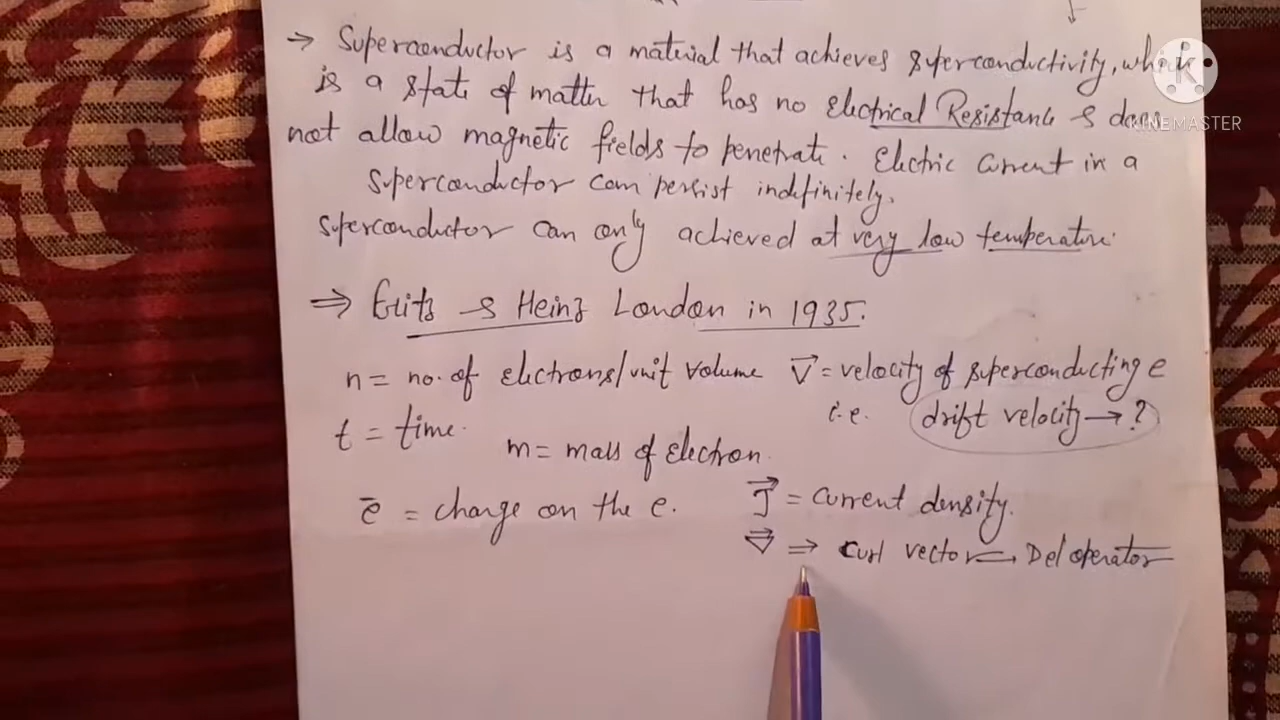 → Superconductor is a material that achieves superconductivity, which
is a state of matter that has no electrical Resistance & does
not allow magnetic fields to penetrate. Electric current in a
superconductor can persist indefinitely.
superconductor can only achieved at very low temperature.
⇒ Fritz & Heinz London in 1935.
n = no. of electrons/unit volume
V⃗ = velocity of superconducting e
i.e. drift velocity → ?
t = time.
m = mass of electron.
e̅ = charge on the e.
J⃗ = current density.
∇⃗ ⇒ curl vector — Del operator
KINEMASTER